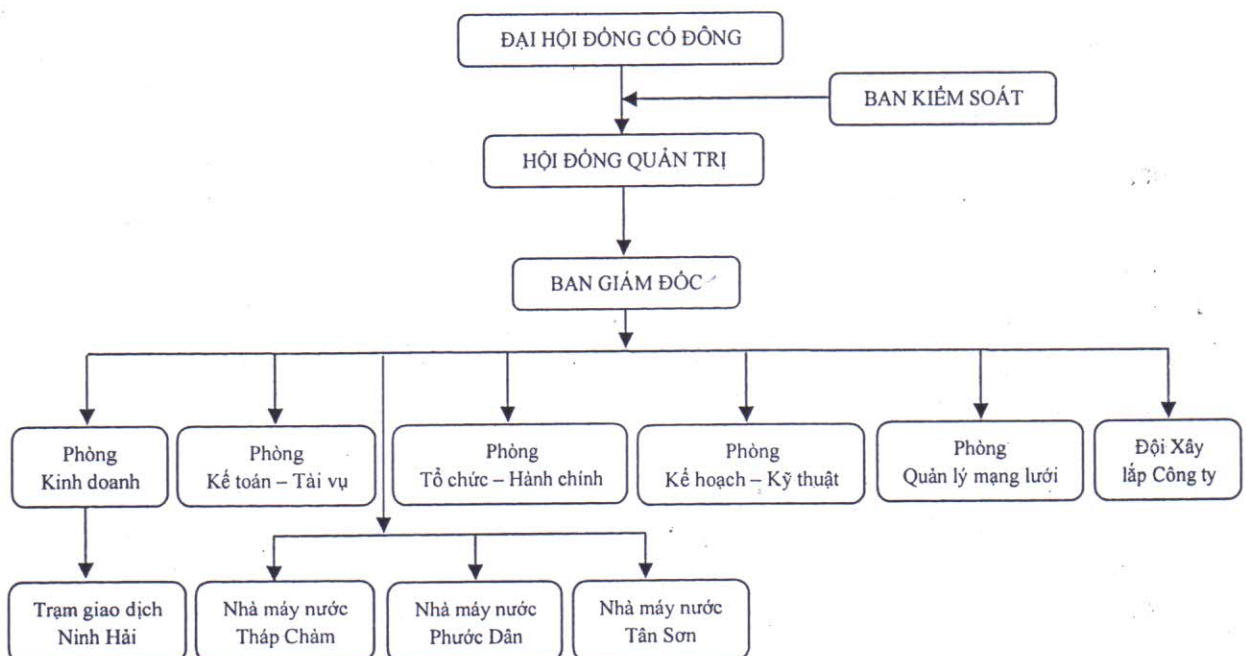 ĐẠI HỘI ĐỒNG CỔ ĐÔNG
BAN KIỂM SOÁT
HỘI ĐỒNG QUẢN TRỊ
BAN GIÁM ĐỐC
Phòng
Kinh doanh
Phòng
Kế toán – Tài vụ
Phòng
Tổ chức – Hành chính
Phòng
Kế hoạch – Kỹ thuật
Phòng
Quản lý mạng lưới
Đội Xây
lắp Công ty
Trạm giao dịch
Ninh Hải
Nhà máy nước
Tháp Chàm
Nhà máy nước
Phước Dân
Nhà máy nước
Tân Sơn